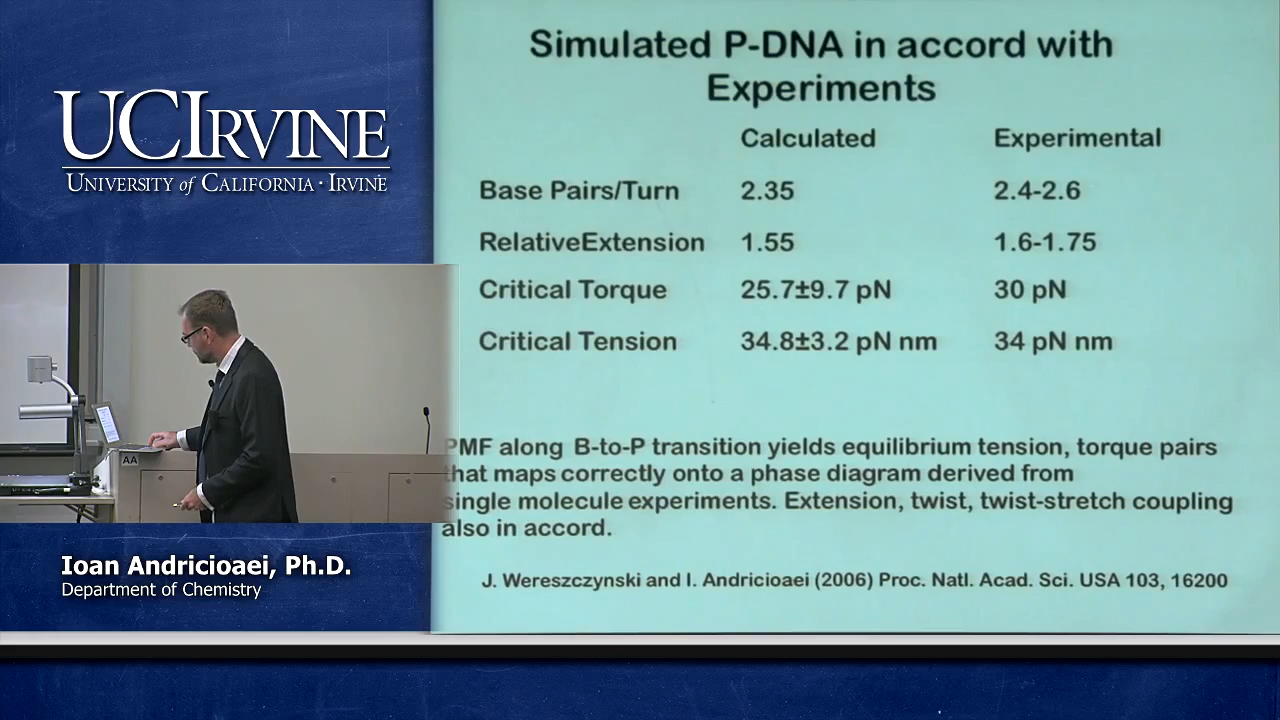 UCIRVINE
UNIVERSITY of CALIFORNIA · IRVINE
Simulated P-DNA in accord with
Experiments
Calculated Experimental
Base Pairs/Turn 2.35 2.4-2.6
RelativeExtension 1.55 1.6-1.75
Critical Torque 25.7±9.7 pN 30 pN
Critical Tension 34.8±3.2 pN nm 34 pN nm
PMF along B-to-P transition yields equilibrium tension, torque pairs
that maps correctly onto a phase diagram derived from
single molecule experiments. Extension, twist, twist-stretch coupling
also in accord.
J. Wereszczynski and I. Andricioaei (2006) Proc. Natl. Acad. Sci. USA 103, 16200
AA
Ioan Andricioaei, Ph.D.
Department of Chemistry